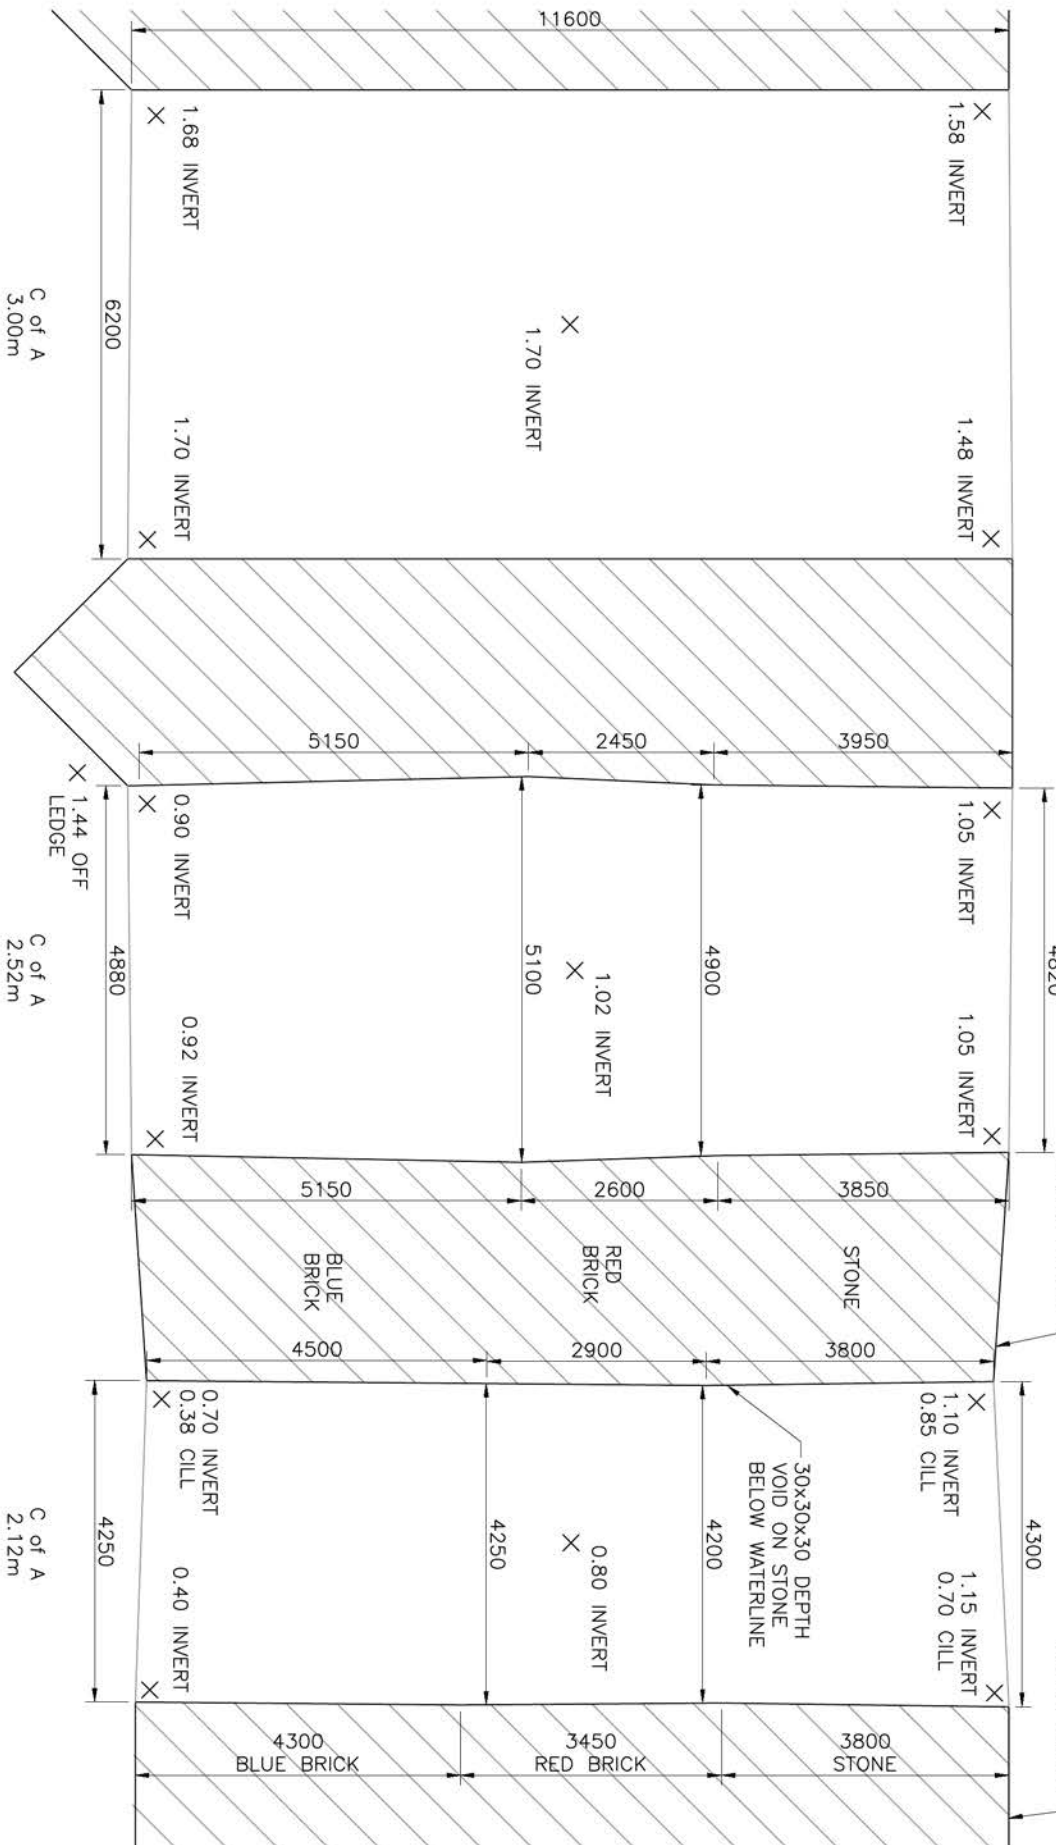 11600
1.68 INVERT
1.58 INVERT
6200
C of A
3.00m
1.70 INVERT
1.70 INVERT
1.48 INVERT
5150
2450
3950
1.44 OFF
LEDGE
0.90 INVERT
1.05 INVERT
4880
C of A
2.52m
5100
4900
4820
1.02 INVERT
0.92 INVERT
1.05 INVERT
5150
2600
3850
BLUE
BRICK
RED
BRICK
STONE
4500
2900
3800
0.70 INVERT
0.38 CILL
1.10 INVERT
0.85 CILL
30x30x30 DEPTH
VOID ON STONE
BELOW WATERLINE
4250
C of A
2.12m
4250
4200
4300
0.80 INVERT
0.40 INVERT
1.15 INVERT
0.70 CILL
4300
BLUE BRICK
3450
RED BRICK
3800
STONE